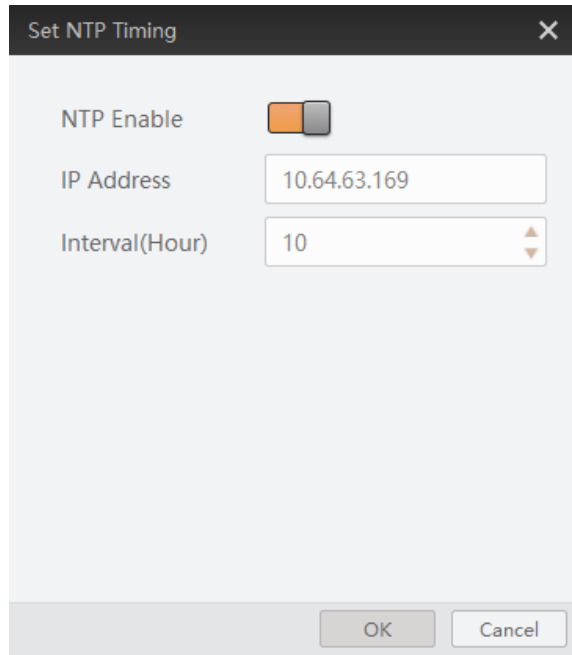 Set NTP Timing
NTP Enable
IP Address 10.64.63.169
Interval(Hour) 10
OK Cancel